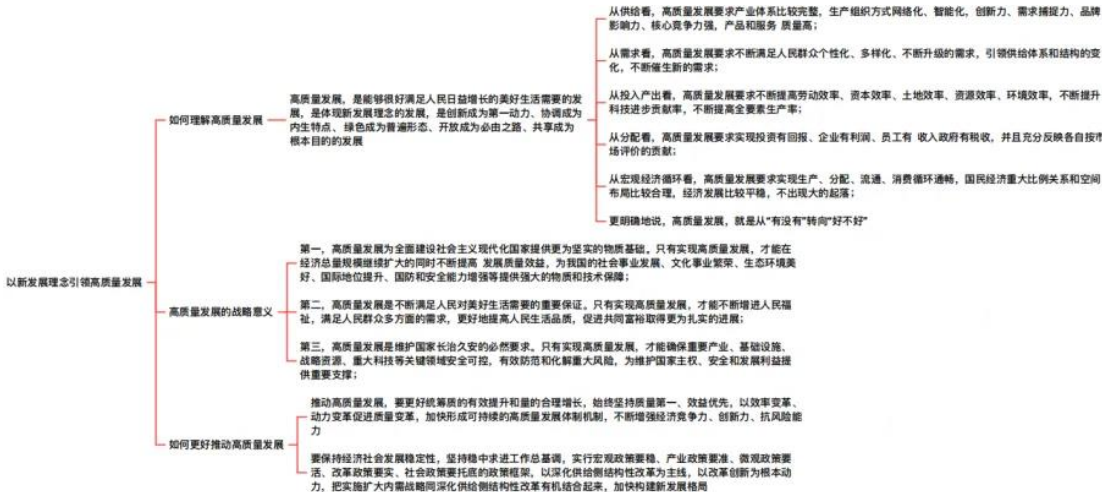 以新发展理念引领高质量发展
如何理解高质量发展
高质量发展，是能够很好满足人民日益增长的美好生活需要的发
展，是体现新发展理念的发展，是创新成为第一动力、协调成为
内生特点、 绿色成为普遍形态、开放成为必由之路、共享成为
根本目的的发展
从供给看，高质量发展要求产业体系比较完整，生产组织方式网络化、智能化，创新力、需求捕捉力、品牌
影响力、核心竞争力强，产品和服务 质量高；
从需求看，高质量发展要求不断满足人民群众个性化、多样化、不断升级的需求，引领供给体系和结构的变
化，不断催生新的需求；
从投入产出看，高质量发展要求不断提高劳动效率、资本效率、土地效率、资源效率、环境效率，不断提升
科技进步贡献率，不断提高全要素生产率；
从分配看，高质量发展要求实现投资有回报、企业有利润、员工有 收入政府有税收，并且充分反映各自按市
场评价的贡献；
从宏观经济循环看，高质量发展要求实现生产、分配、流通、消费循环通畅，国民经济重大比例关系和空间
布局比较合理，经济发展比较平稳，不出现大的起落；
更明确地说，高质量发展，就是从“有没有”转向“好不好”
高质量发展的战略意义
第一，高质量发展为全面建设社会主义现代化国家提供更为坚实的物质基础。只有实现高质量发展，才能在
经济总量规模继续扩大的同时不断提高 发展质量效益，为我国的社会事业发展、文化事业繁荣、生态环境美
好、国际地位提升、国防和安全能力增强等提供强大的物质和技术保障；
第二，高质量发展是不断满足人民对美好生活需要的重要保证。只有实现高质量发展，才能不断增进人民福
祉，满足人民群众多方面的需求，更好地提高人民生活品质，促进共同富裕取得更为扎实的进展；
第三，高质量发展是维护国家长治久安的必然要求。只有实现高质量发展，才能确保重要产业、基础设施、
战略资源、重大科技等关键领域安全可控，有效防范和化解重大风险，为维护国家主权、安全和发展利益提
供重要支撑；
如何更好推动高质量发展
推动高质量发展，要更好统筹质的有效提升和量的合理增长，始终坚持质量第一、效益优先，以效率变革、
动力变革促进质量变革，加快形成可持续的高质量发展体制机制，不断增强经济竞争力、创新力、抗风险能
力
要保持经济社会发展稳定性，坚持稳中求进工作总基调，实行宏观政策要稳、产业政策要准、微观政策要
活、改革政策要实、社会政策要托底的政策框架，以深化供给侧结构性改革为主线，以改革创新为根本动
力，把实施扩大内需战略同深化供给侧结构性改革有机结合起来，加快构建新发展格局